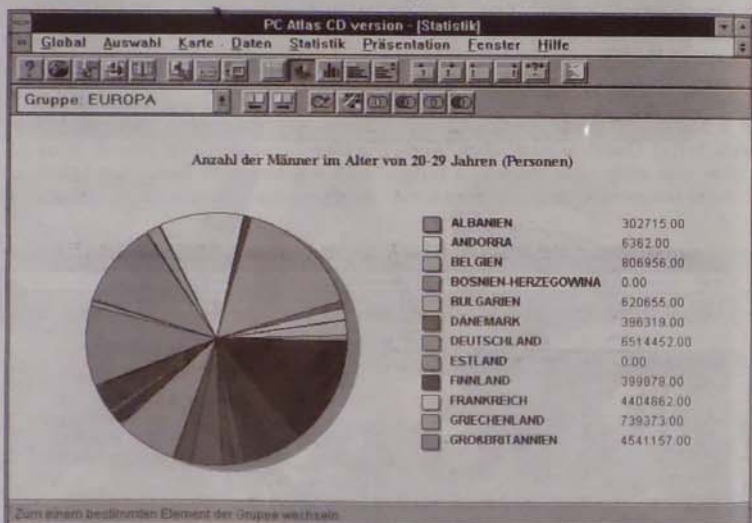 PC Atlas CD version - [Statistik]
Global Auswahl Karte Daten Statistik Präsentation Fenster Hilfe
Gruppe: EUROPA
Anzahl der Männer im Alter von 20-29 Jahren (Personen)
ALBANIEN 302715.00
ANDORRA 6362.00
BELGIEN 806956.00
BOSNIEN-HERZEGOWINA 0.00
BULGARIEN 620655.00
DÄNEMARK 386319.00
DEUTSCHLAND 6514452.00
ESTLAND 0.00
FINNLAND 399878.00
FRANKREICH 4404862.00
GRIECHENLAND 739373.00
GROßBRITANNIEN 4541157.00
Zum einem bestimmten Element der Gruppe wechseln